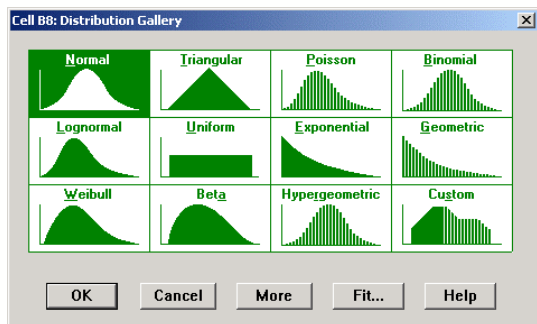 Cell B8: Distribution Gallery
Normal Triangular Poisson Binomial
Lognormal Uniform Exponential Geometric
Weibull Beta Hypergeometric Custom
OK Cancel More Fit... Help